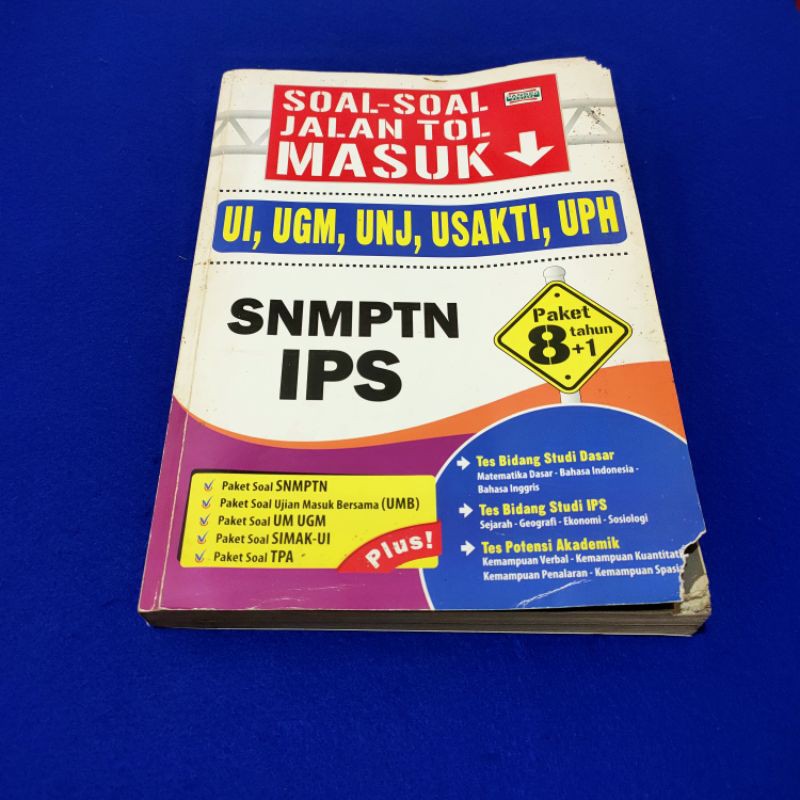 SOAL-SOAL
JALAN TOL
MASUK
UI, UGM, UNJ, USAKTI, UPH
SNMPTN
IPS
Paket
8 tahun
+1
Paket Soal SNMPTN
Paket Soal Ujian Masuk Bersama (UMB)
Paket Soal UM UGM
Paket Soal SIMAK-UI
Paket Soal TPA
Plus!
Tes Bidang Studi Dasar
Matematika Dasar - Bahasa Indonesia -
Bahasa Inggris
Tes Bidang Studi IPS
Sejarah - Geografi - Ekonomi - Sosiologi
Tes Potensi Akademik
Kemampuan Verbal - Kemampuan Kuantitatif
Kemampuan Penalaran - Kemampuan Spasia